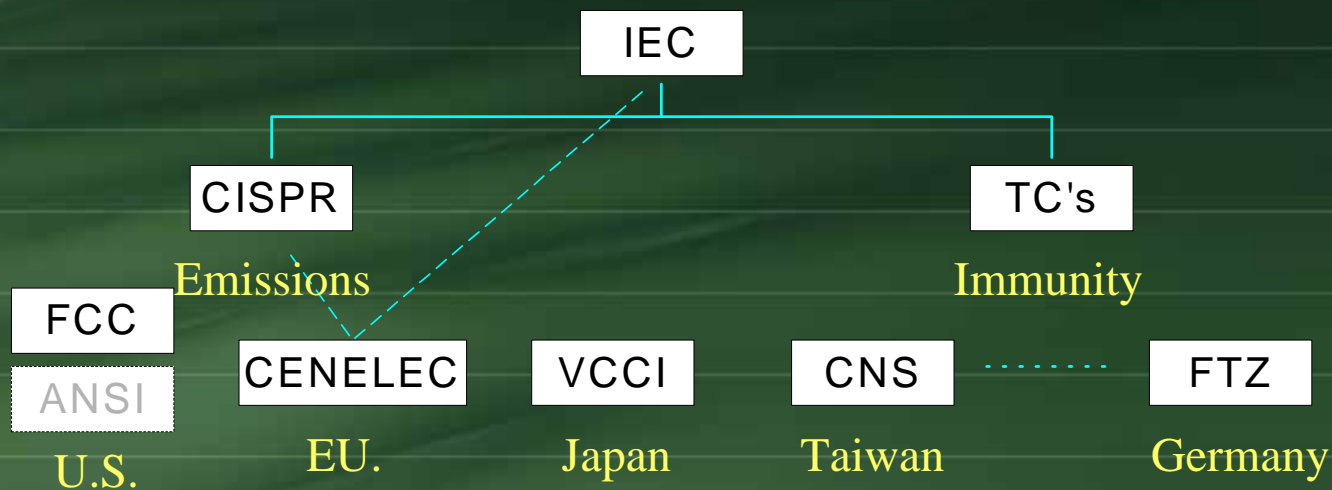 IEC
CISPR
TC's
Emissions
Immunity
FCC
ANSI
U.S.
CENELEC
EU.
VCCI
Japan
CNS
Taiwan
FTZ
Germany